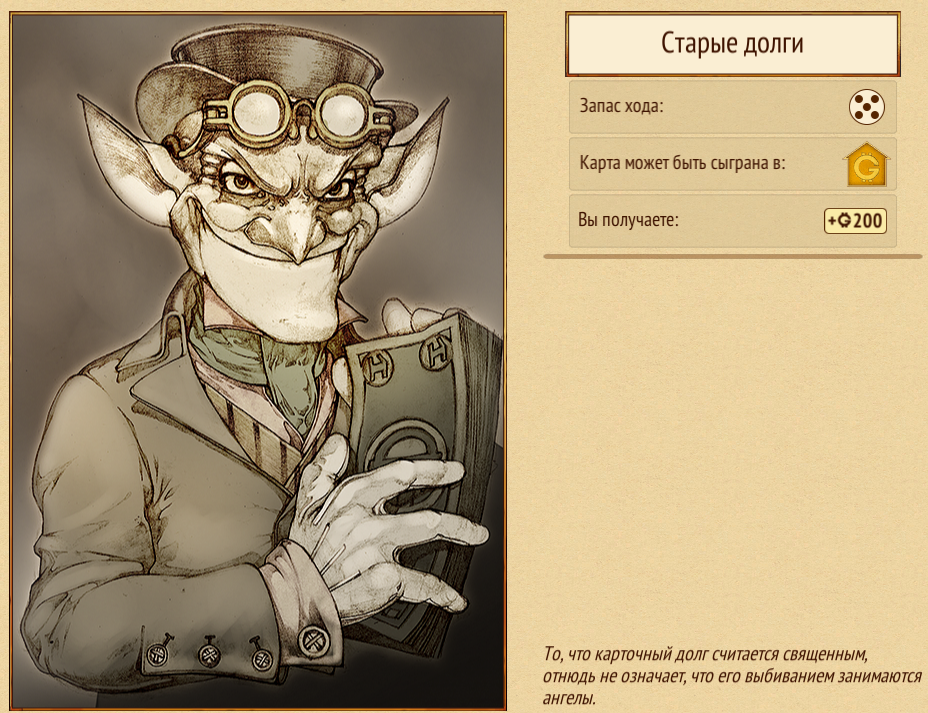 Старые долги
Запас хода:
Карта может быть сыграна в:
G
Вы получаете:
+G200
H H
То, что карточный долг считается священным,
отнюдь не означает, что его выбиванием занимаются
ангелы.